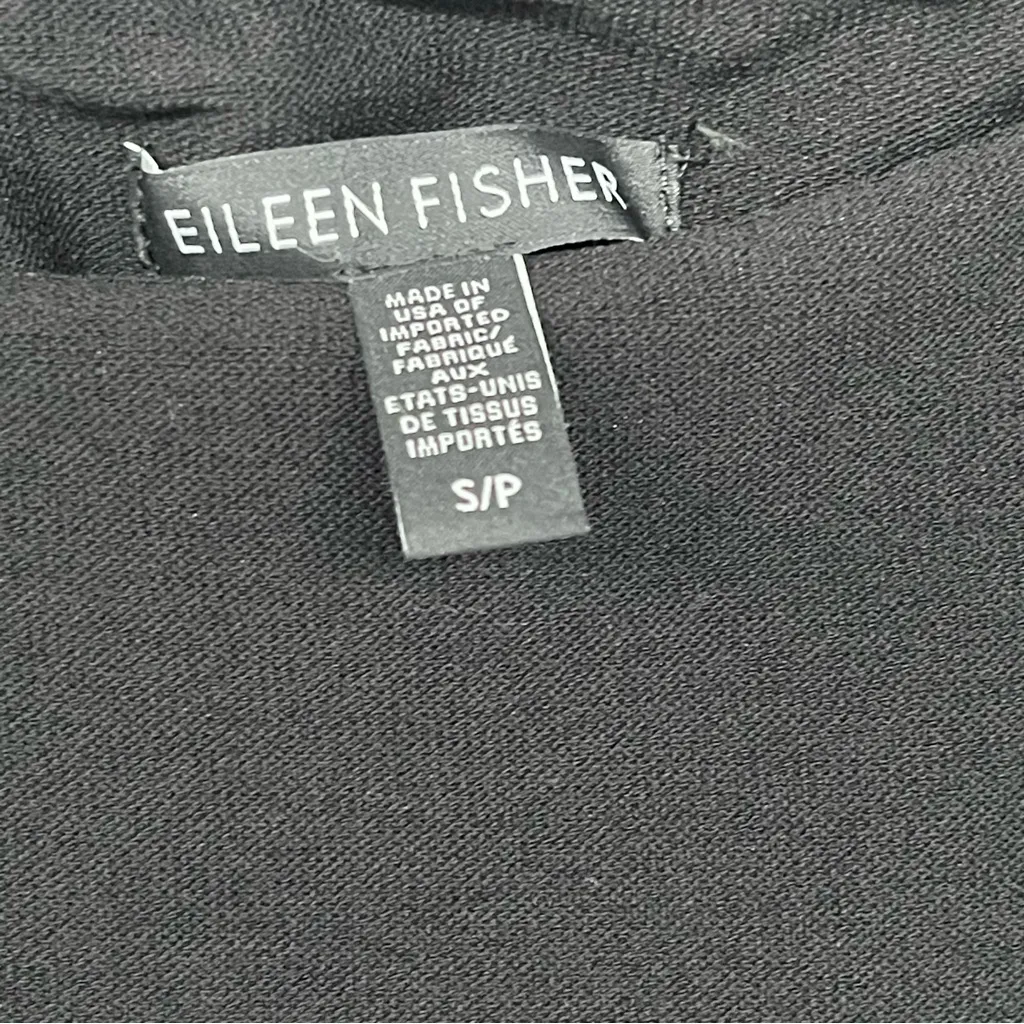 EILEEN FISHER
MADE IN
USA OF
IMPORTED
FABRIC/
FABRIQUÉ
AUX
ETATS-UNIS
DE TISSUS
IMPORTÉS
S/P